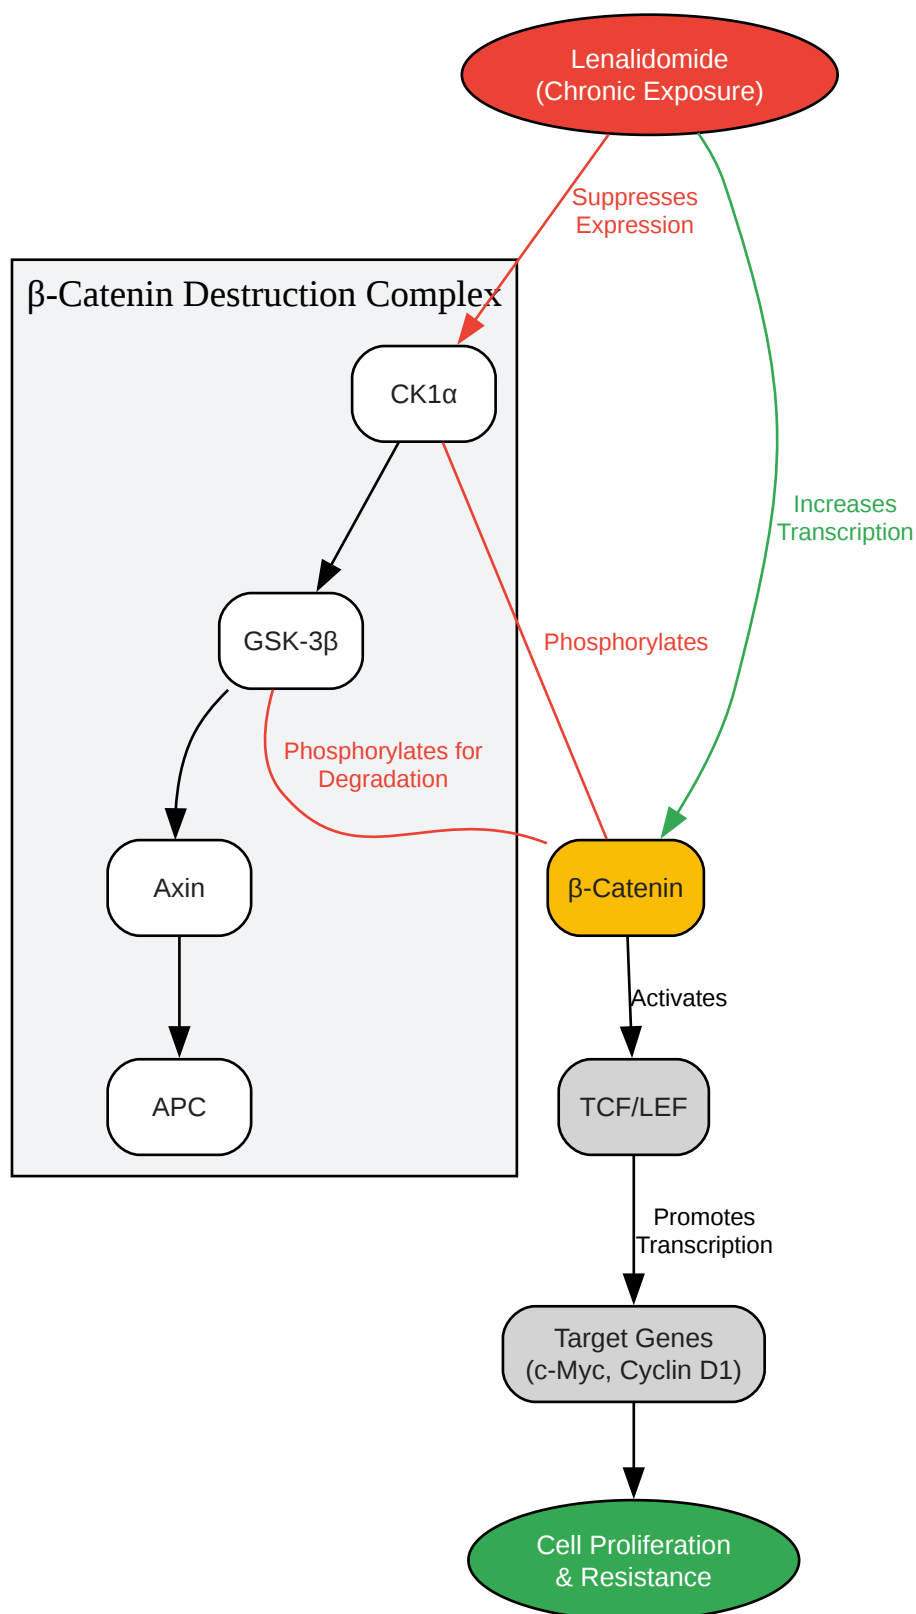 Lenalidomide
(Chronic Exposure)
Suppresses
Expression
β-Catenin Destruction Complex
CK1α
Increases
Transcription
GSK-3β
Phosphorylates
Phosphorylates for
Degradation
Axin
β-Catenin
Activates
APC
TCF/LEF
Promotes
Transcription
Target Genes
(c-Myc, Cyclin D1)
Cell Proliferation
& Resistance